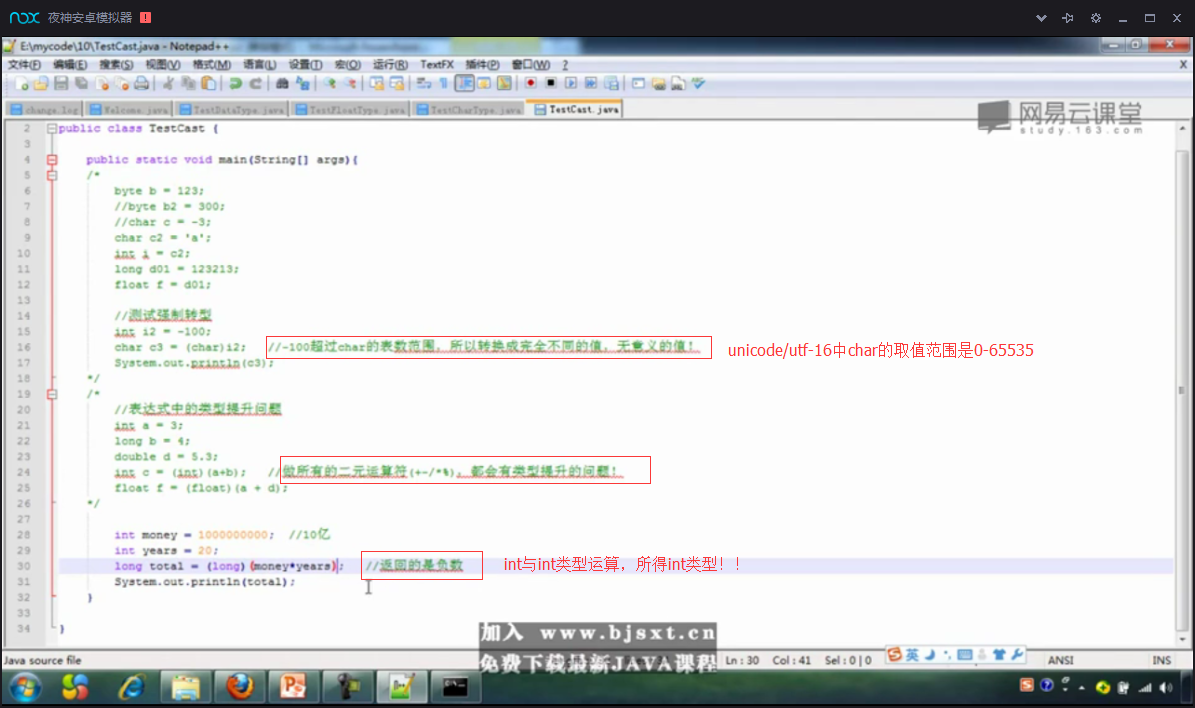 nox 夜神安卓模拟器 !
E:\mycode\10\TestCast.java - Notepad++
文件(F) 编辑(E) 搜索(S) 视图(V) 格式(M) 语言(L) 设置(T) 宏(O) 运行(R) TextFX 插件(P) 窗口(W) ? X
change.log Welcome.java TestDataType.java TestFloatType.java TestCharType.java TestCast.java
网易云课堂
study.163.com
2 public class TestCast {
3
4 public static void main(String[] args){
5 /*
6 byte b = 123;
7 //byte b2 = 300;
8 //char c = -3;
9 char c2 = 'a';
10 int i = c2;
11 long d01 = 123213;
12 float f = d01;
13
14 //测试强制转型
15 int i2 = -100;
16 char c3 = (char)i2; //-100超过char的表数范围，所以转换成完全不同的值，无意义的值！
unicode/utf-16中char的取值范围是0-65535
17 System.out.println(c3);
18 */
19 /*
20 //表达式中的类型提升问题
21 int a = 3;
22 long b = 4;
23 double d = 5.3;
24 int c = (int)(a+b); //做所有的二元运算符(+-/*%)，都会有类型提升的问题！
25 float f = (float)(a + d);
26 */
27
28 int money = 1000000000; //10亿
29 int years = 20;
30 long total = (long)(money*years); //返回的是负数
int与int类型运算，所得int类型！！
31 System.out.println(total);
32 }
33
34 }
加入 www.bjsxt.cn
免费下载最新JAVA课程
Java source file Ln : 30 Col : 41 Sel : 0 | 0 英 ANSI INS